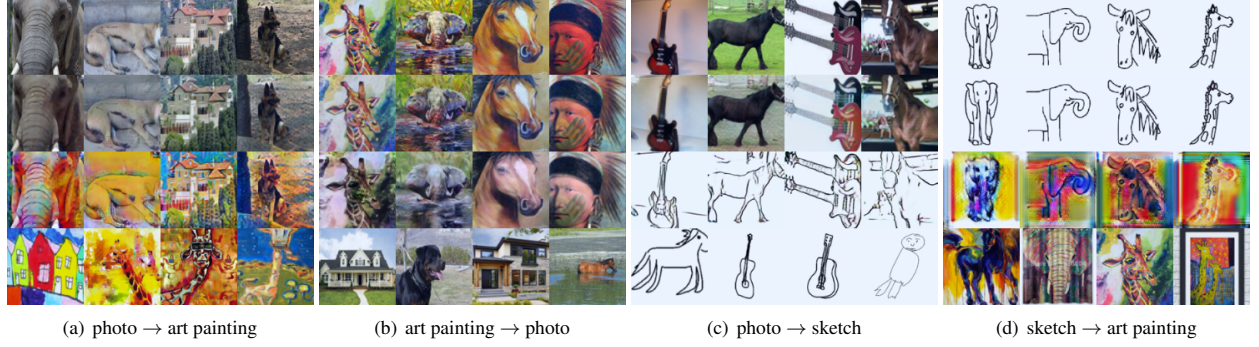 (a) photo → art painting
(b) art painting → photo
(c) photo → sketch
(d) sketch → art painting